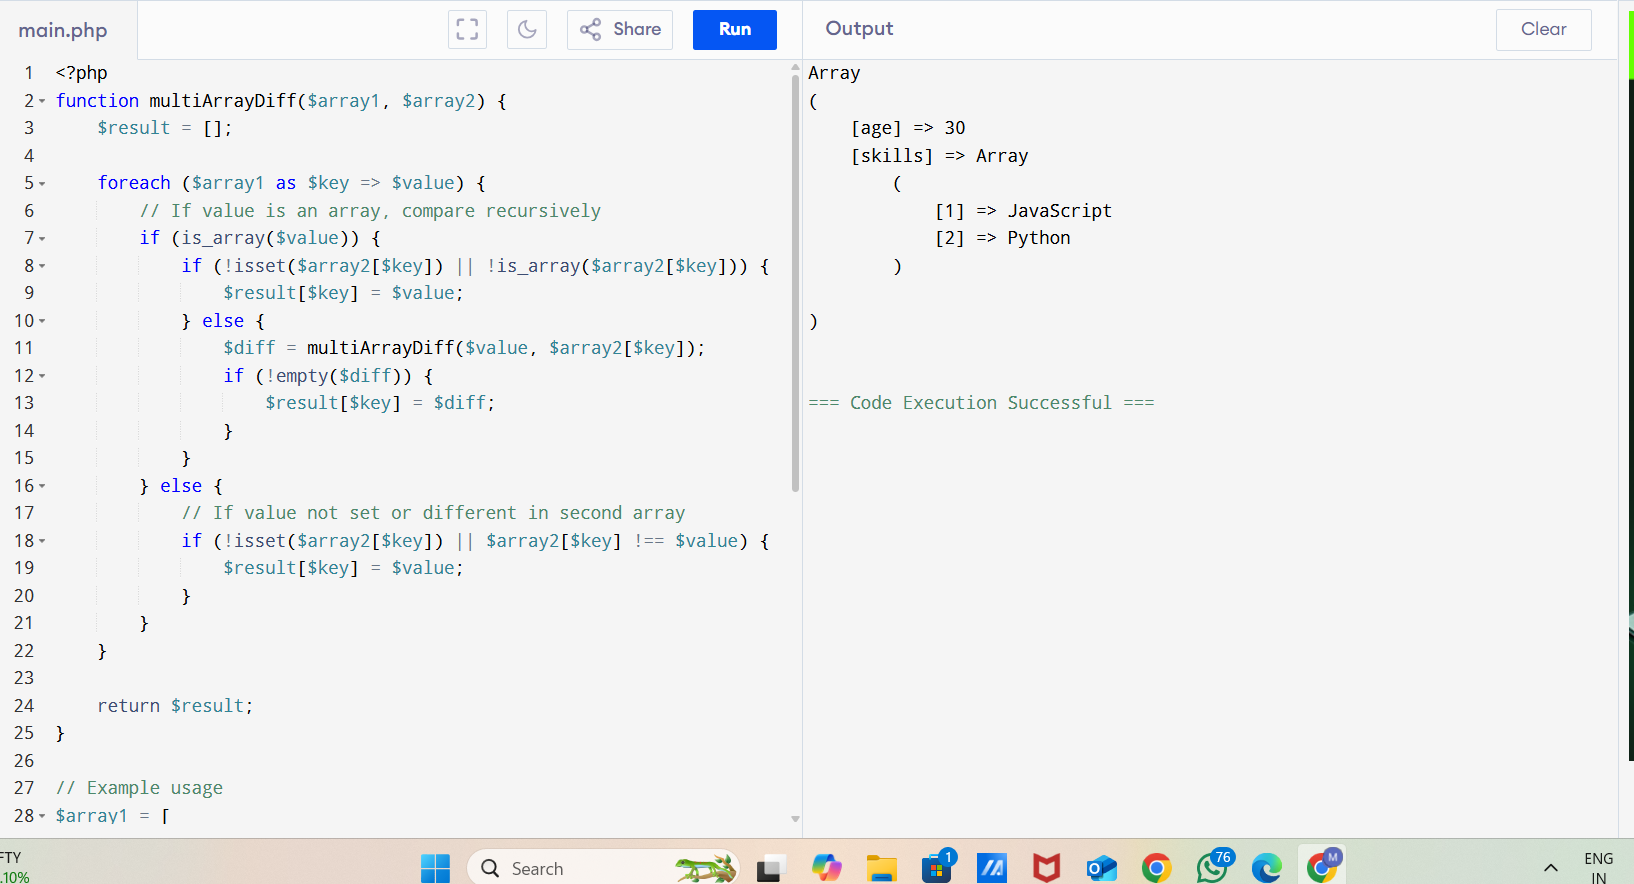 main.php
Share
Run
Output
Clear
1 <?php
2 function multiArrayDiff($array1, $array2) {
3     $result = [];
4
5     foreach ($array1 as $key => $value) {
6         // If value is an array, compare recursively
7         if (is_array($value)) {
8             if (!isset($array2[$key]) || !is_array($array2[$key])) {
9                 $result[$key] = $value;
10             } else {
11                 $diff = multiArrayDiff($value, $array2[$key]);
12                 if (!empty($diff)) {
13                     $result[$key] = $diff;
14                 }
15             }
16         } else {
17             // If value not set or different in second array
18             if (!isset($array2[$key]) || $array2[$key] !== $value) {
19                 $result[$key] = $value;
20             }
21         }
22     }
23
24     return $result;
25 }
26
27 // Example usage
28 $array1 = [
Array
(
    [age] => 30
    [skills] => Array
        (
            [1] => JavaScript
            [2] => Python
        )
)
=== Code Execution Successful ===
FTY
.10%
Search
1
76
M
ENG
IN